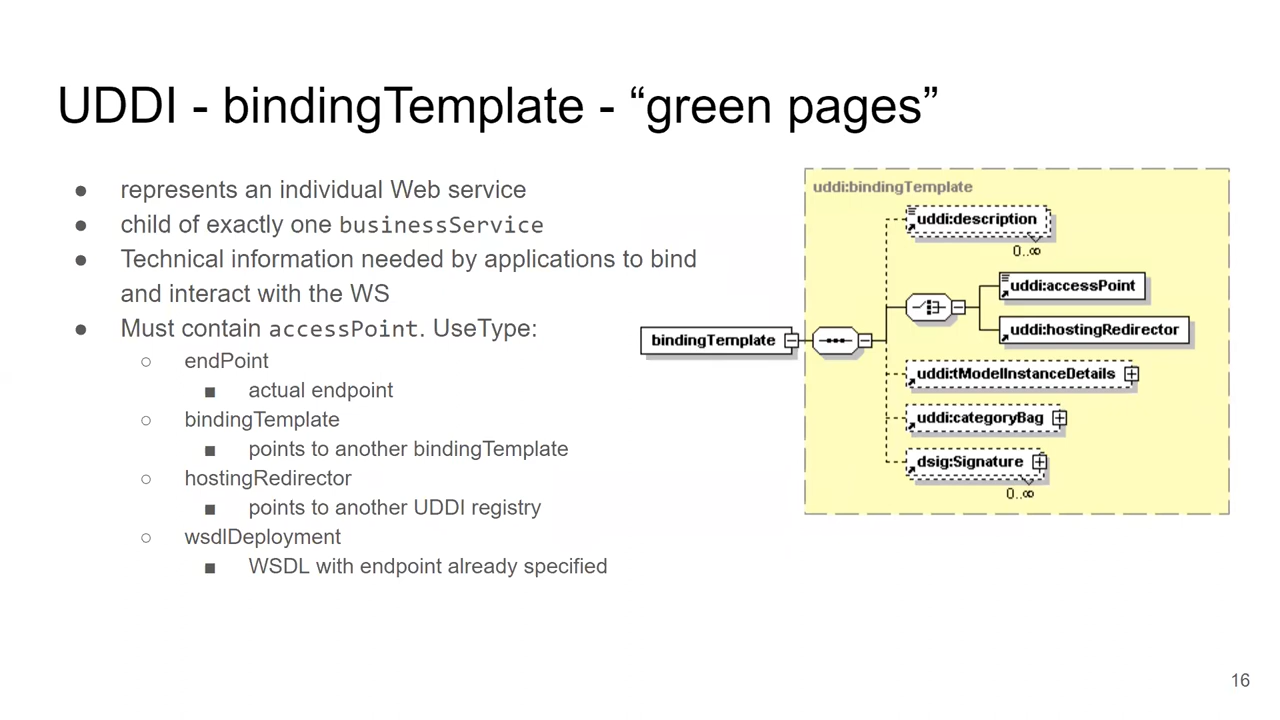 UDDI - bindingTemplate - “green pages”
● represents an individual Web service
● child of exactly one businessService
● Technical information needed by applications to bind
and interact with the WS
● Must contain accessPoint. UseType:
○ endPoint
■ actual endpoint
○ bindingTemplate
■ points to another bindingTemplate
○ hostingRedirector
■ points to another UDDI registry
○ wsdlDeployment
■ WSDL with endpoint already specified
uddi:bindingTemplate
uddi:description
0..∞
uddi:accessPoint
uddi:hostingRedirector
bindingTemplate
uddi:tModelInstanceDetails
uddi:categoryBag
dsig:Signature
0..∞
16